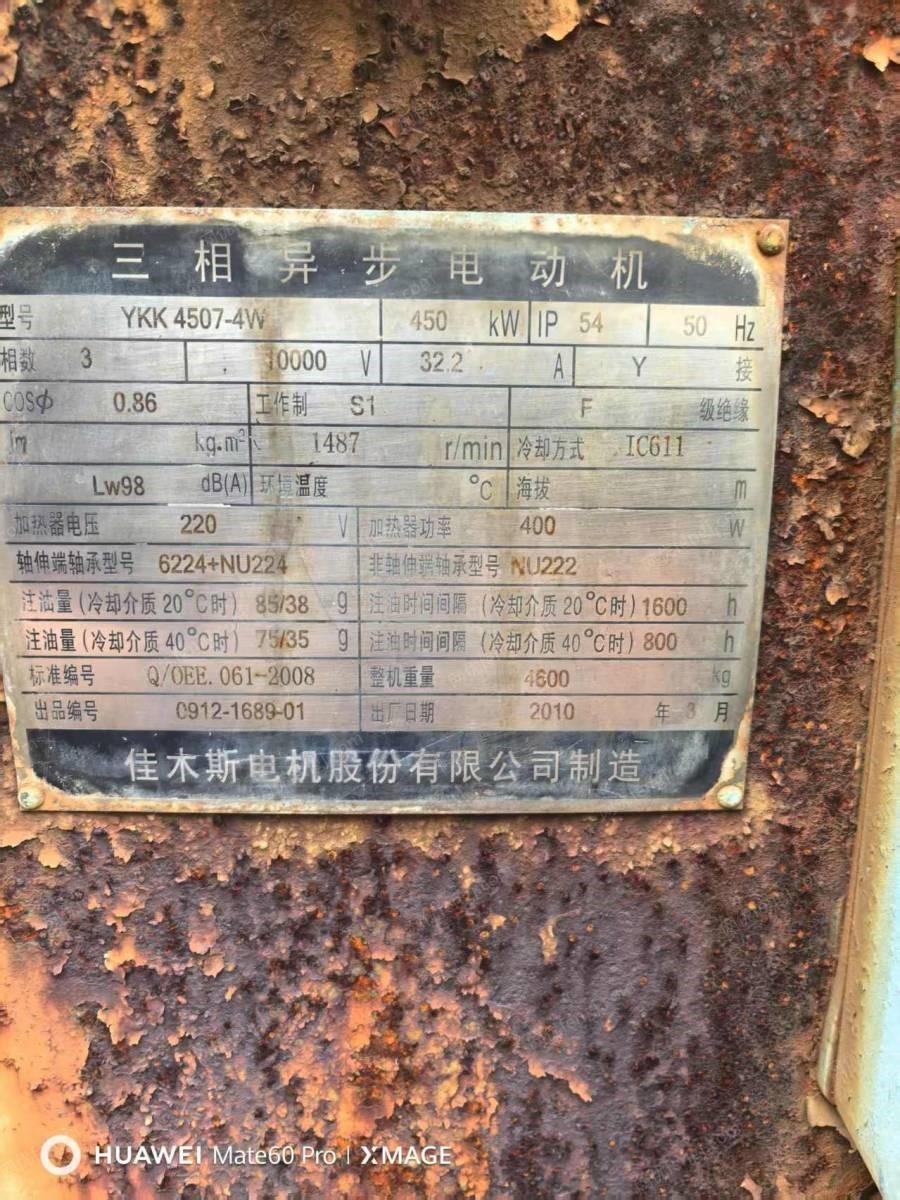 三相异步电动机
型号 YKK 4507-4W 450 kW IP 54 50 Hz
相数 3 10000 V 32.2 A Y 接
COSΦ 0.86 工作制 S1 F 级绝缘
kg.m² 1487 r/min 冷却方式 IC611
Lw98 dB(A) 环境温度 °C 海拔 m
加热器电压 220 V 加热器功率 400 W
轴伸端轴承型号 6224+NU224 非轴伸端轴承型号 NU222
注油量(冷却介质20°C时) 85/38 g 注油时间间隔(冷却介质20°C时)1600 h
注油量(冷却介质40°C时) 75/35 g 注油时间间隔(冷却介质40°C时)800 h
标准编号 Q/OEE.061-2008 整机重量 4600 kg
出品编号 0912-1689-01 出厂日期 2010 年 3 月
佳木斯电机股份有限公司制造
HUAWEI Mate60 Pro | XMAGE